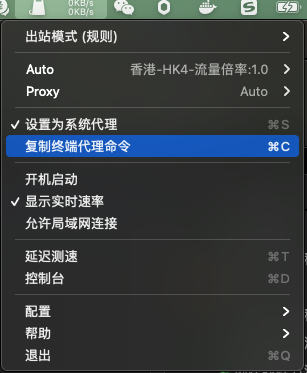 0KB/s
0KB/s
出站模式 (规则)
Auto 香港-HK4-流量倍率:1.0
Proxy Auto
✓ 设置为系统代理 ⌘S
复制终端代理命令 ⌘C
开机启动
✓ 显示实时速率
允许局域网连接
延迟测速 ⌘T
控制台 ⌘D
配置
帮助
退出 ⌘Q